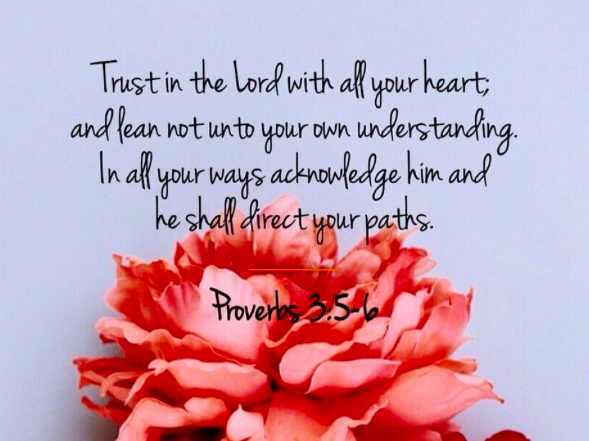 Trust in the Lord with all your heart;
and lean not unto your own understanding.
In all your ways acknowledge him and
he shall direct your paths.
Proverbs 3:5-6